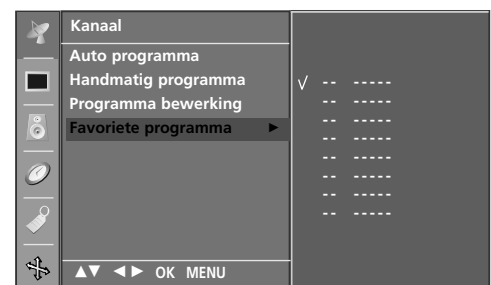 Kanaal
Auto programma
Handmatig programma
Programma bewerking
Favoriete programma ►
√ -- -----
-- -----
-- -----
-- -----
-- -----
-- -----
-- -----
-- -----
▲▼ ◄► OK MENU